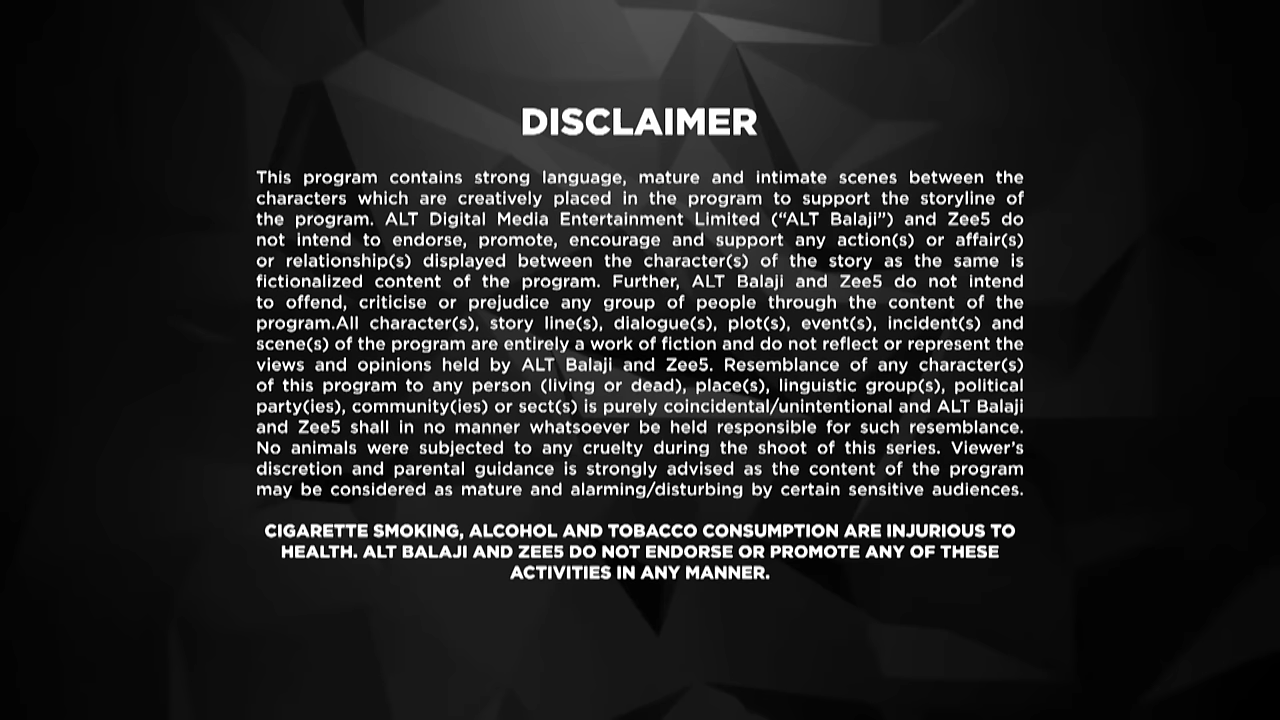 DISCLAIMER
This program contains strong language, mature and intimate scenes between the
characters which are creatively placed in the program to support the storyline of
the program. ALT Digital Media Entertainment Limited (“ALT Balaji”) and Zee5 do
not intend to endorse, promote, encourage and support any action(s) or affair(s)
or relationship(s) displayed between the character(s) of the story as the same is
fictionalized content of the program. Further, ALT Balaji and Zee5 do not intend
to offend, criticise or prejudice any group of people through the content of the
program.All character(s), story line(s), dialogue(s), plot(s), event(s), incident(s) and
scene(s) of the program are entirely a work of fiction and do not reflect or represent the
views and opinions held by ALT Balaji and Zee5. Resemblance of any character(s)
of this program to any person (living or dead), place(s), linguistic group(s), political
party(ies), community(ies) or sect(s) is purely coincidental/unintentional and ALT Balaji
and Zee5 shall in no manner whatsoever be held responsible for such resemblance.
No animals were subjected to any cruelty during the shoot of this series. Viewer’s
discretion and parental guidance is strongly advised as the content of the program
may be considered as mature and alarming/disturbing by certain sensitive audiences.
CIGARETTE SMOKING, ALCOHOL AND TOBACCO CONSUMPTION ARE INJURIOUS TO
HEALTH. ALT BALAJI AND ZEE5 DO NOT ENDORSE OR PROMOTE ANY OF THESE
ACTIVITIES IN ANY MANNER.